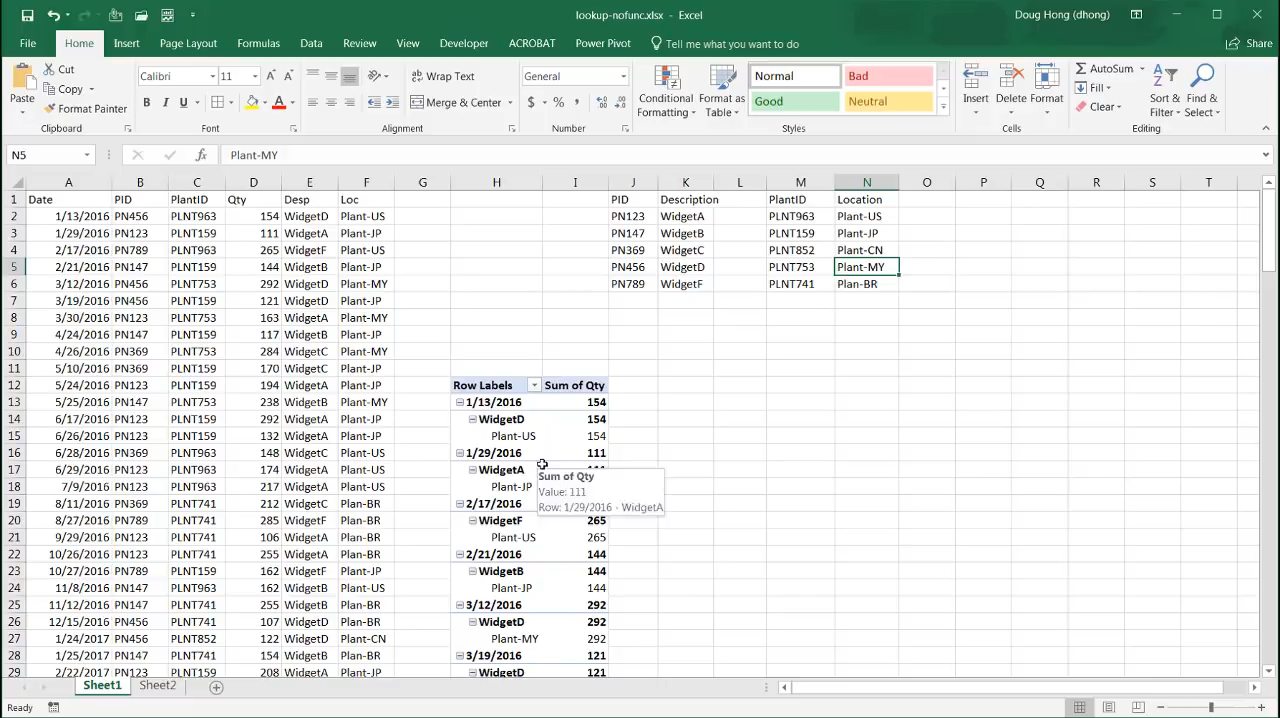 lookup-nofunc.xlsx - Excel
Doug Hong (dhong)
File Home Insert Page Layout Formulas Data Review View Developer ACROBAT Power Pivot Tell me what you want to do Share
Paste Cut Copy Format Painter Clipboard
Calibri 11 A A B I U A Font
Wrap Text Merge & Center Alignment
General $ % , Number
Conditional Formatting Format as Table Normal Bad Good Neutral Styles
Insert Delete Format Cells
AutoSum Fill Clear Sort & Filter Find & Select Editing
N5 fx Plant-MY
A B C D E F G H I J K L M N O P Q R S T
1 Date PID PlantID Qty Desp Loc PID Description PlantID Location
2 1/13/2016 PN456 PLNT963 154 WidgetD Plant-US PN123 WidgetA PLNT963 Plant-US
3 1/29/2016 PN123 PLNT159 111 WidgetA Plant-JP PN147 WidgetB PLNT159 Plant-JP
4 2/17/2016 PN789 PLNT963 265 WidgetF Plant-US PN369 WidgetC PLNT852 Plant-CN
5 2/21/2016 PN147 PLNT159 144 WidgetB Plant-JP PN456 WidgetD PLNT753 Plant-MY
6 3/12/2016 PN456 PLNT753 292 WidgetD Plant-MY PN789 WidgetF PLNT741 Plan-BR
7 3/19/2016 PN456 PLNT159 121 WidgetD Plant-JP
8 3/30/2016 PN123 PLNT753 163 WidgetA Plant-MY
9 4/24/2016 PN147 PLNT159 117 WidgetB Plant-JP
10 4/26/2016 PN369 PLNT753 284 WidgetC Plant-MY
11 5/10/2016 PN369 PLNT159 170 WidgetC Plant-JP
12 5/24/2016 PN123 PLNT159 194 WidgetA Plant-JP Row Labels Sum of Qty
13 5/25/2016 PN147 PLNT753 238 WidgetB Plant-MY 1/13/2016 154
14 6/17/2016 PN123 PLNT159 292 WidgetA Plant-JP WidgetD 154
15 6/26/2016 PN123 PLNT159 132 WidgetA Plant-JP Plant-US 154
16 6/28/2016 PN369 PLNT963 148 WidgetC Plant-US 1/29/2016 111
17 6/29/2016 PN123 PLNT963 174 WidgetA Plant-US WidgetA
18 7/9/2016 PN123 PLNT963 217 WidgetA Plant-US Plant-JP
19 8/11/2016 PN369 PLNT741 212 WidgetC Plan-BR 2/17/2016
20 8/27/2016 PN789 PLNT741 285 WidgetF Plan-BR WidgetF 265
21 9/29/2016 PN123 PLNT741 106 WidgetA Plan-BR Plant-US 265
22 10/26/2016 PN123 PLNT741 255 WidgetA Plan-BR 2/21/2016 144
23 10/27/2016 PN789 PLNT741 162 WidgetF Plan-BR WidgetB 144
24 11/8/2016 PN147 PLNT963 162 WidgetB Plant-US Plant-JP 144
25 11/12/2016 PN147 PLNT741 255 WidgetB Plan-BR 3/12/2016 292
26 12/15/2016 PN456 PLNT741 107 WidgetD Plan-BR WidgetD 292
27 1/24/2017 PN456 PLNT852 122 WidgetD Plant-CN Plant-MY 292
28 1/25/2017 PN147 PLNT741 154 WidgetB Plan-BR 3/19/2016 121
29 2/22/2017 PN123 PLNT159 208 WidgetA Plant-JP WidgetD 121
Sum of Qty
Value: 111
Row: 1/29/2016 - WidgetA
Sheet1 Sheet2
Ready